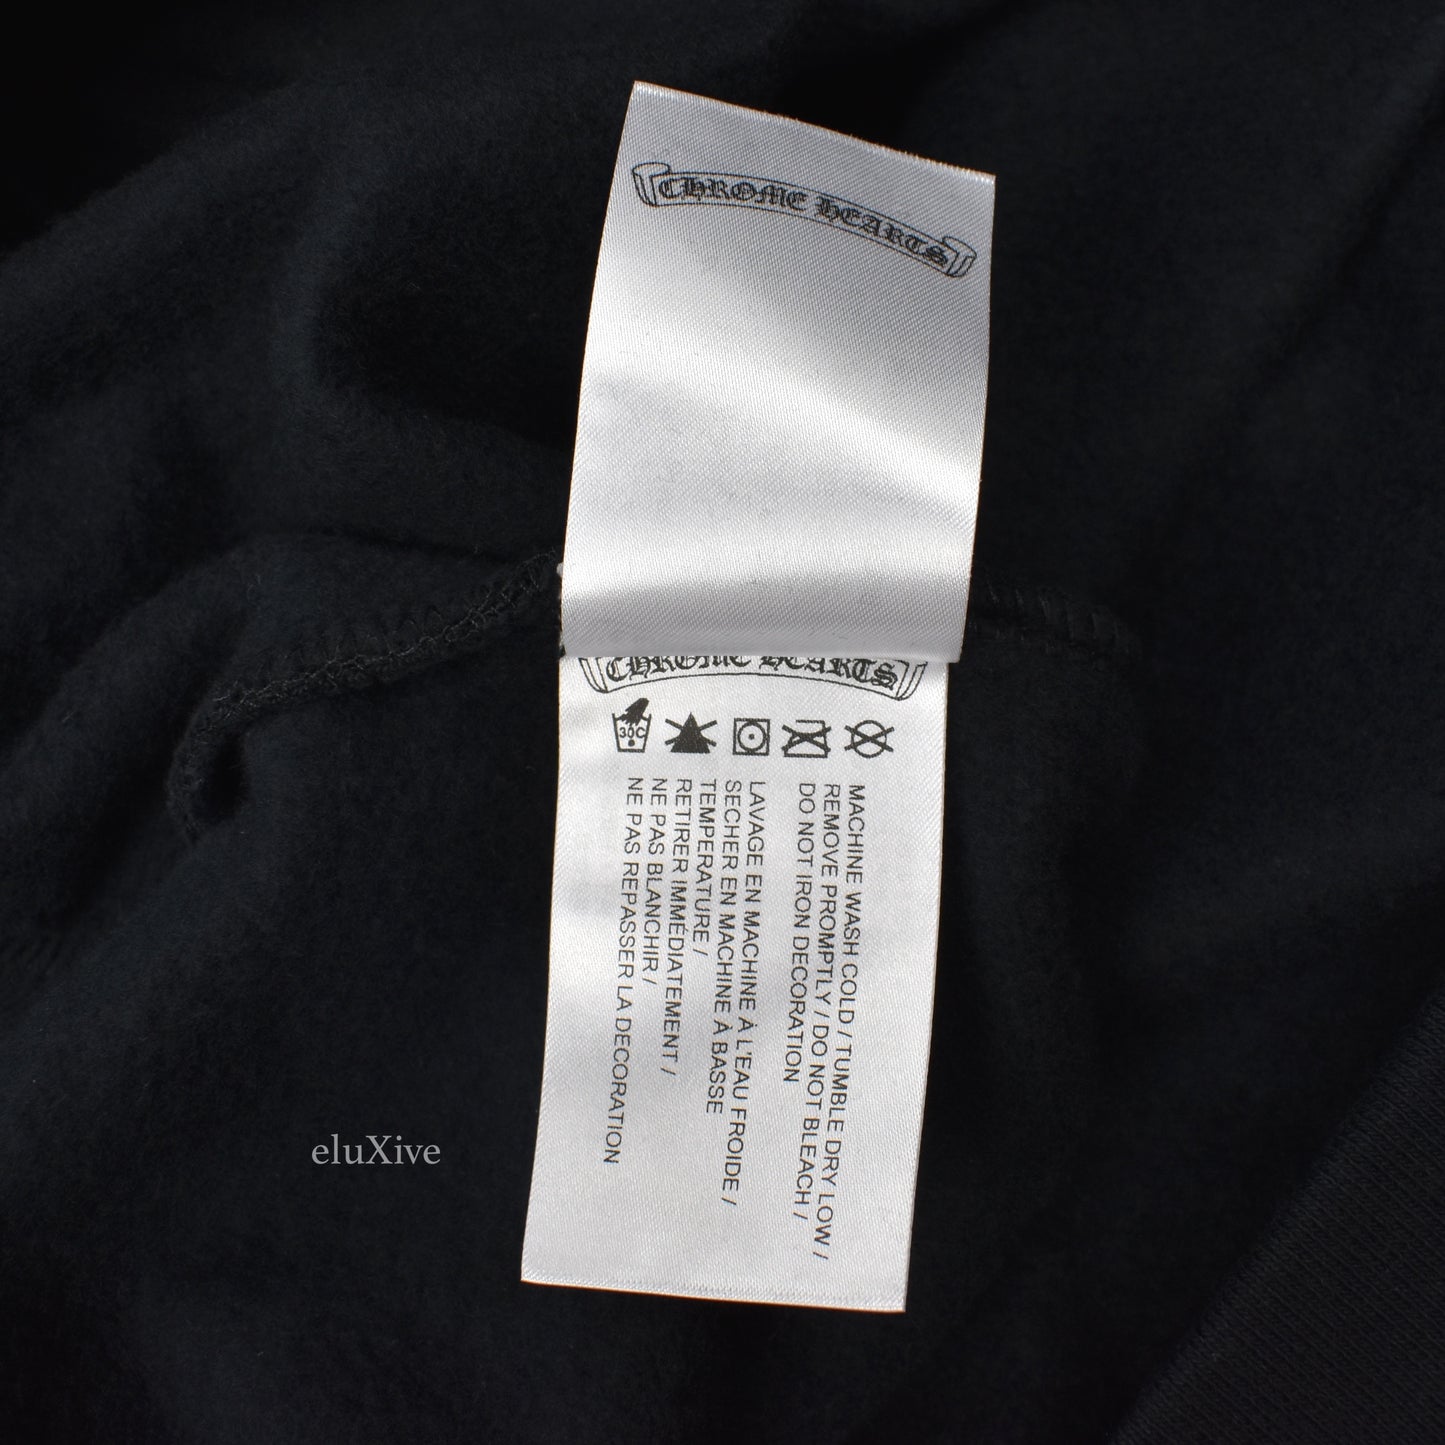 CHROME HEARTS
CHROME HEARTS
30C
MACHINE WASH COLD / TUMBLE DRY LOW /
REMOVE PROMPTLY / DO NOT BLEACH /
DO NOT IRON DECORATION
LAVAGE EN MACHINE À L'EAU FROIDE /
SECHER EN MACHINE À BASSE
TEMPERATURE /
RETIRER IMMÉDIATEMENT /
NE PAS BLANCHIR /
NE PAS REPASSER LA DECORATION
eluXive